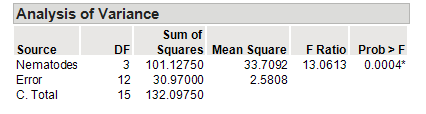 Analysis of Variance
Sum of
Source DF Squares Mean Square F Ratio Prob > F
Nematodes 3 101.12750 33.7092 13.0613 0.0004*
Error 12 30.97000 2.5808
C. Total 15 132.09750